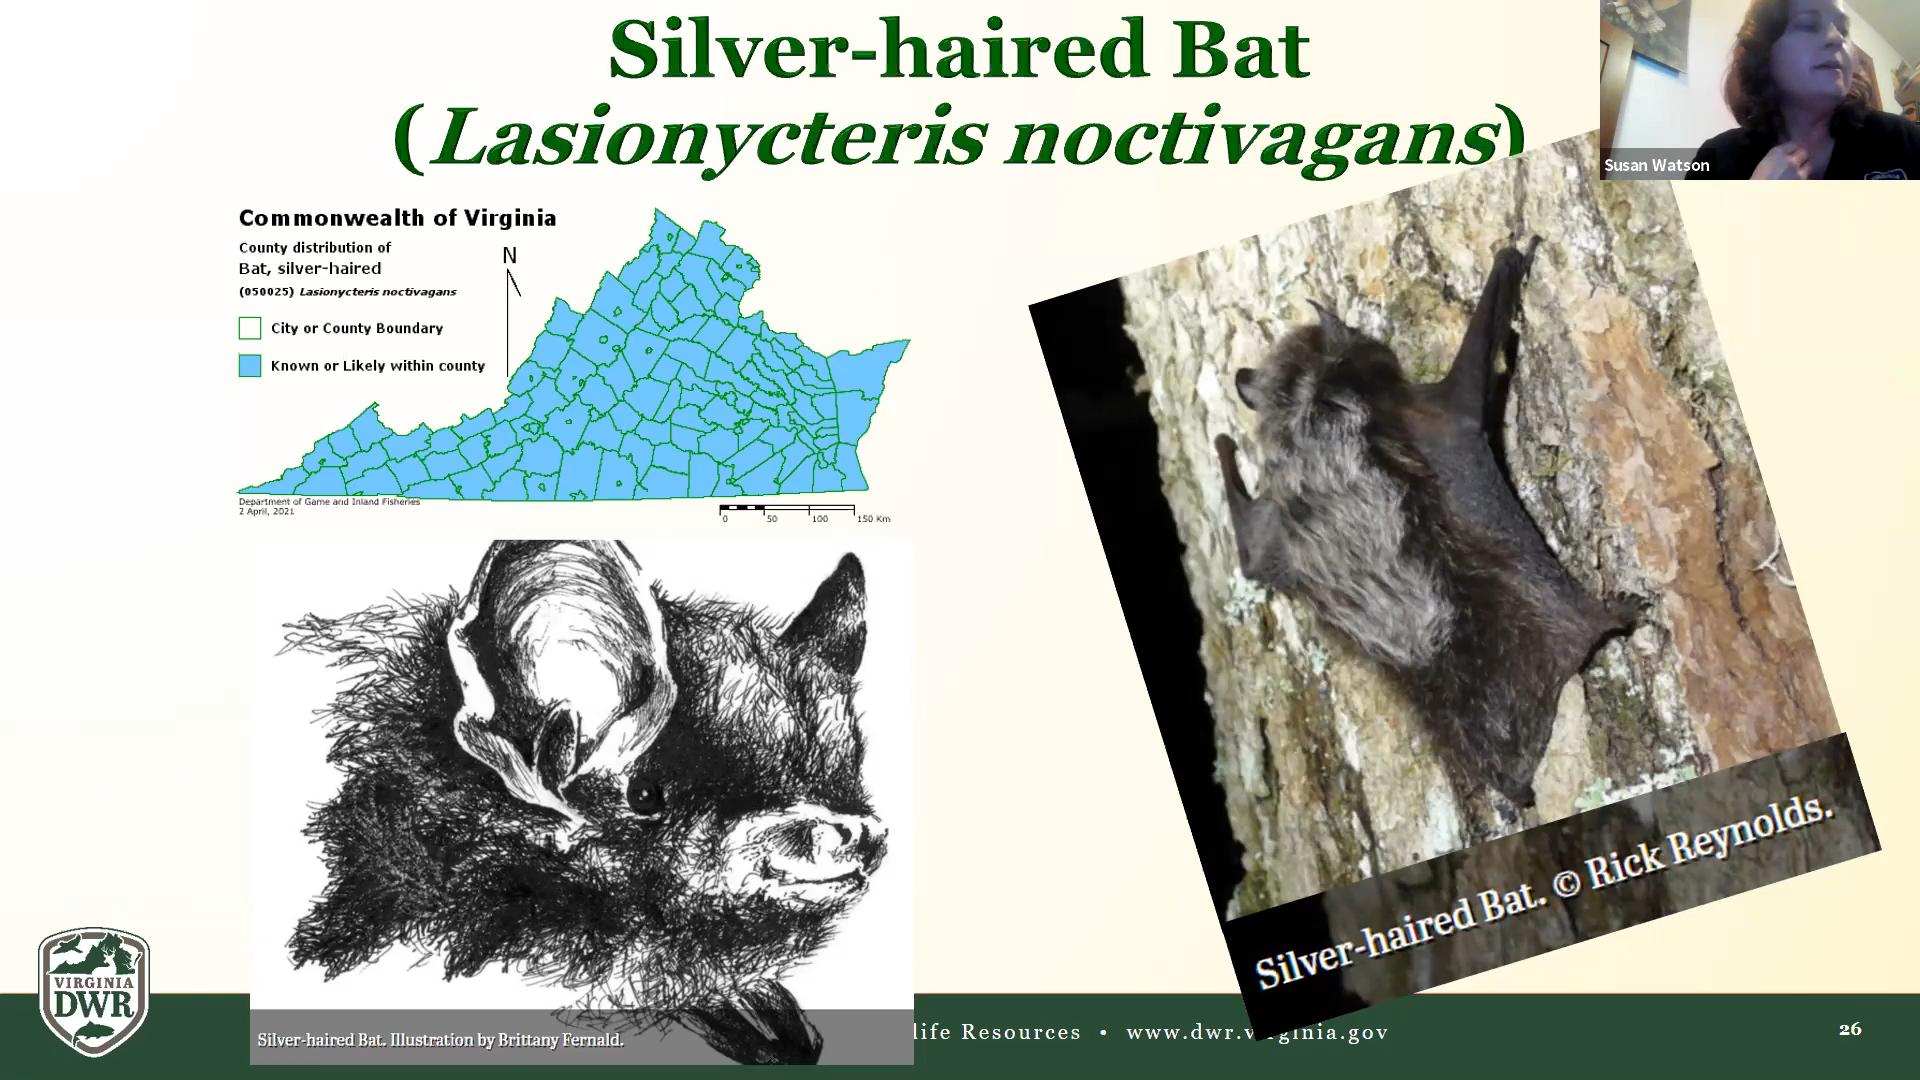 Silver-haired Bat
(Lasionycteris noctivagans)
Susan Watson
Commonwealth of Virginia
County distribution of
Bat, silver-haired
(050025) Lasionycteris noctivagans
N
City or County Boundary
Known or Likely within county
Department of Game and Inland Fisheries
2 April, 2021
0 50 100 150 Km
Silver-haired Bat. © Rick Reynolds.
Silver-haired Bat. Illustration by Brittany Fernald.
VIRGINIA
DWR
life Resources • www.dwr.v ginia.gov
26